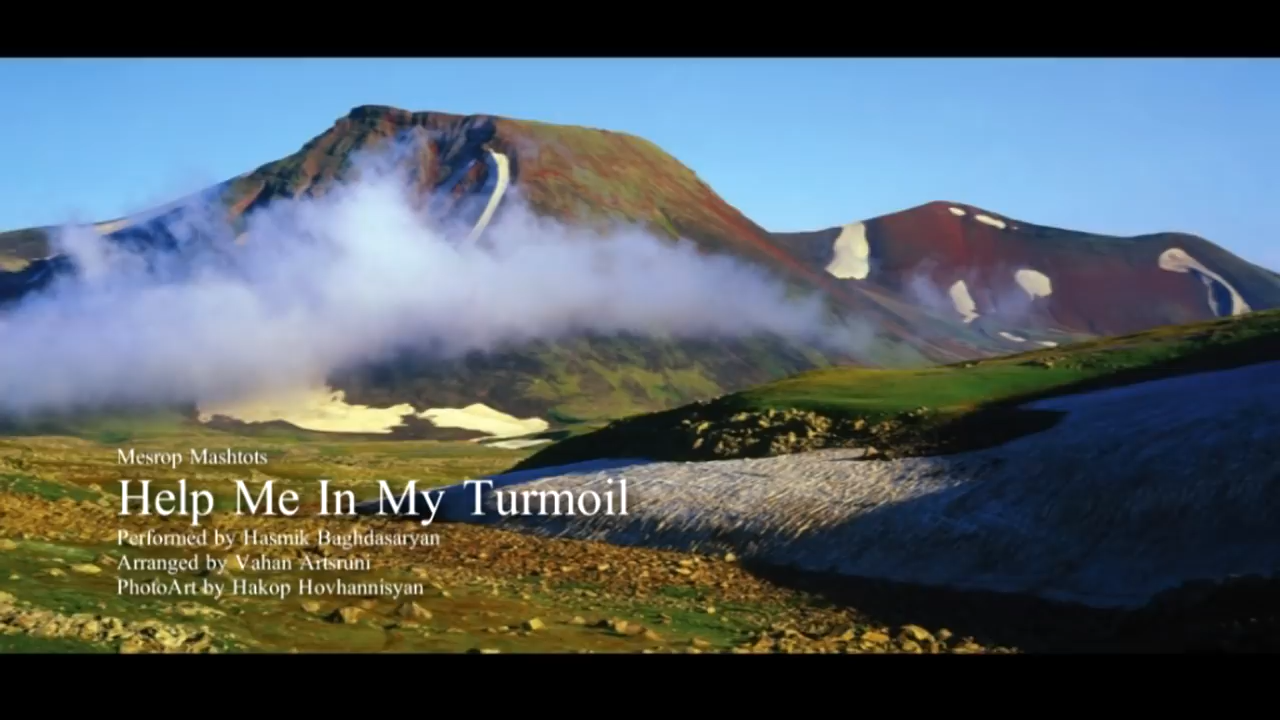 Mesrop Mashtots
Help Me In My Turmoil
Performed by Hasmik Baghdasaryan
Arranged by Vahan Artsruni
PhotoArt by Hakop Hovhannisyan